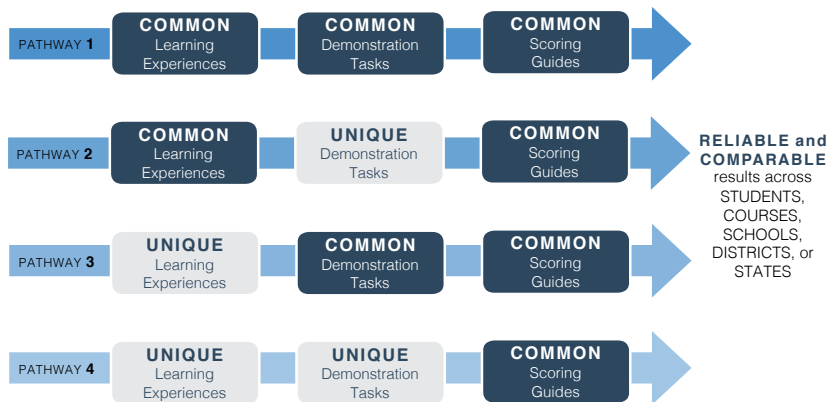 PATHWAY 1
COMMON
Learning
Experiences
COMMON
Demonstration
Tasks
COMMON
Scoring
Guides
PATHWAY 2
COMMON
Learning
Experiences
UNIQUE
Demonstration
Tasks
COMMON
Scoring
Guides
PATHWAY 3
UNIQUE
Learning
Experiences
COMMON
Demonstration
Tasks
COMMON
Scoring
Guides
PATHWAY 4
UNIQUE
Learning
Experiences
UNIQUE
Demonstration
Tasks
COMMON
Scoring
Guides
RELIABLE and
COMPARABLE
results across
STUDENTS,
COURSES,
SCHOOLS,
DISTRICTS, or
STATES